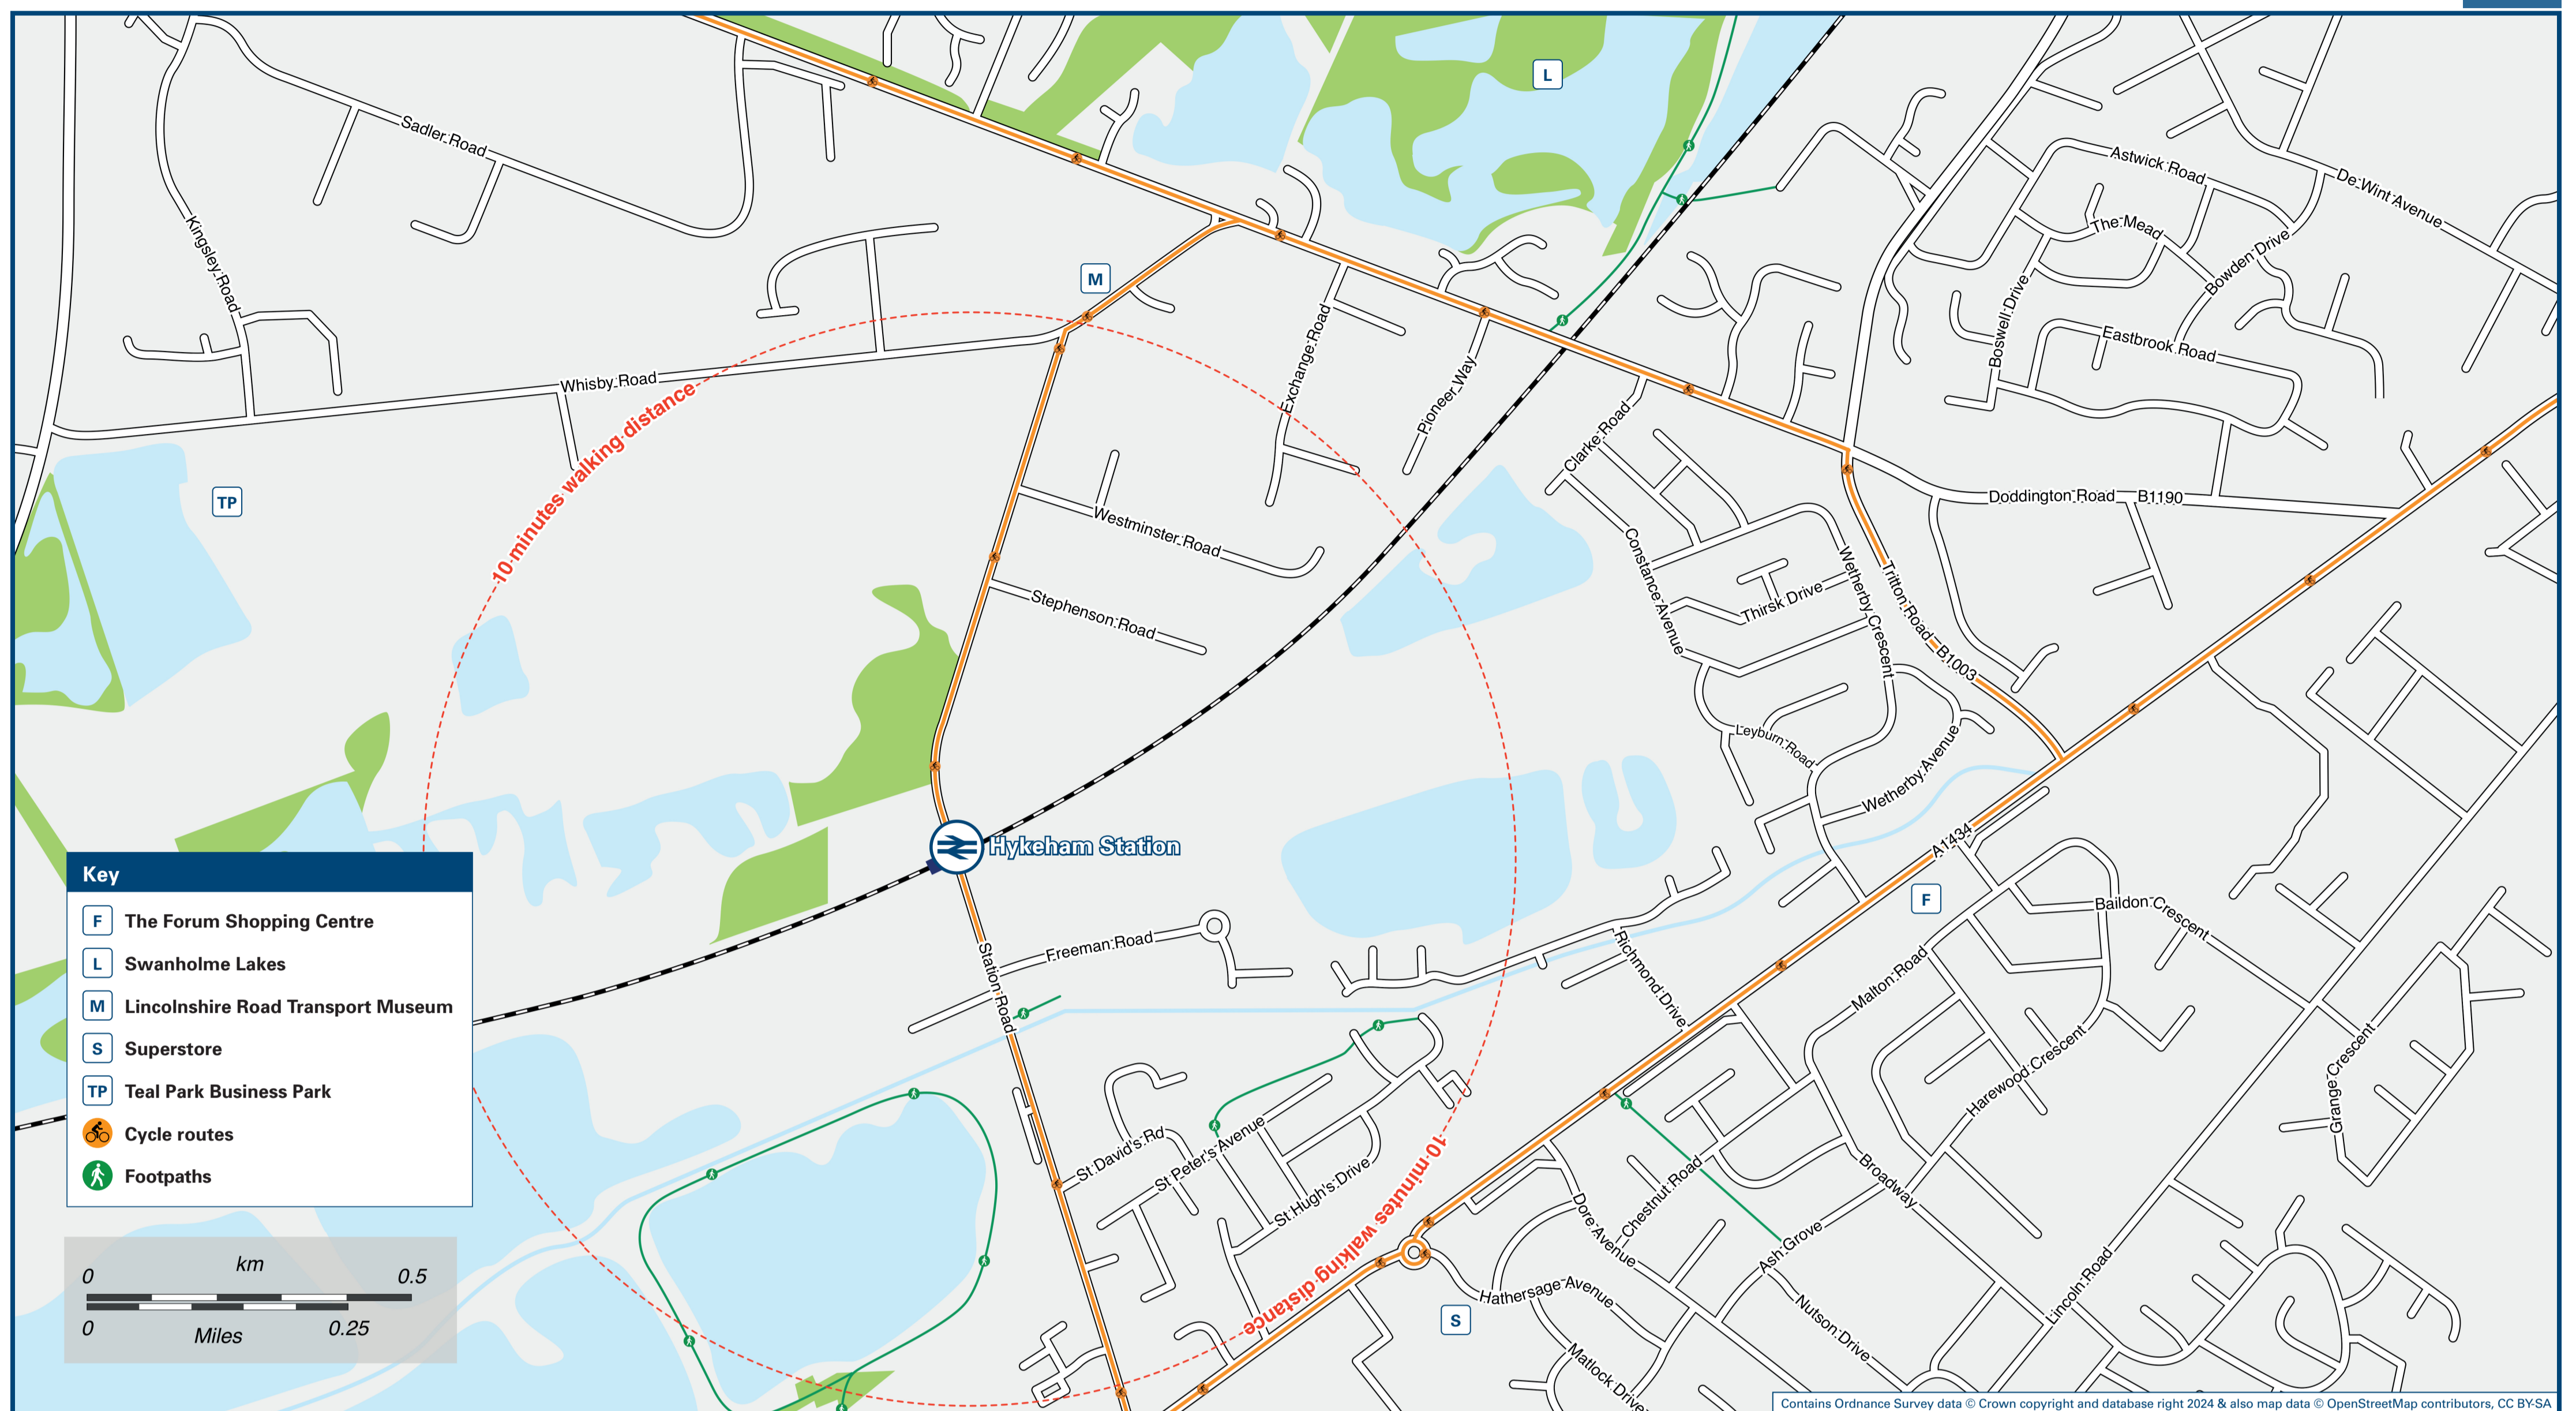 L
Sadler Road
Astwick Road
De Wint Avenue
The Mead
Kingsley Road
Bowden Drive
M
Boswell Drive
Exchange Road
Eastbrook Road
Whisby Road
Pioneer Way
10 minutes walking distance
Clarke Road
TP
Westminster Road
Doddington Road B1190
Constance Avenue
Wetherby Crescent
Tritton Road B1003
Thirsk Drive
Stephenson Road
Leyburn Road
Wetherby Avenue
Hykeham Station
A1434
F
Baildon Crescent
Freeman Road
Station Road
Richmond Drive
Malton Road
Harewood Crescent
Grange Crescent
St David's Rd
St Peter's Avenue
St Hugh's Drive
10 minutes walking distance
Chestnut Road
Dore Avenue
Broadway
Ash Grove
Lincoln Road
Hathersage Avenue
S
Nutson Drive
Matlock Drive
Key
F The Forum Shopping Centre
L Swanholme Lakes
M Lincolnshire Road Transport Museum
S Superstore
TP Teal Park Business Park
Cycle routes
Footpaths
km
0 0.5
0 Miles 0.25
Contains Ordnance Survey data © Crown copyright and database right 2024 & also map data © OpenStreetMap contributors, CC BY-SA